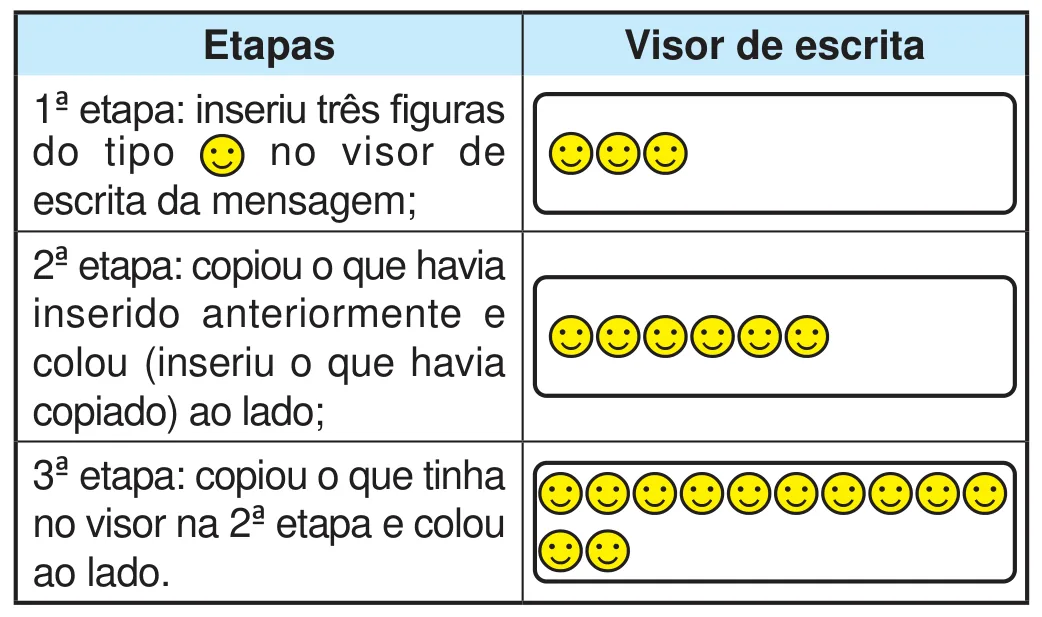 Etapas
Visor de escrita
1ª etapa: inseriu três figuras
do tipo no visor de
escrita da mensagem;
2ª etapa: copiou o que havia
inserido anteriormente e
colou (inseriu o que havia
copiado) ao lado;
3ª etapa: copiou o que tinha
no visor na 2ª etapa e colou
ao lado.